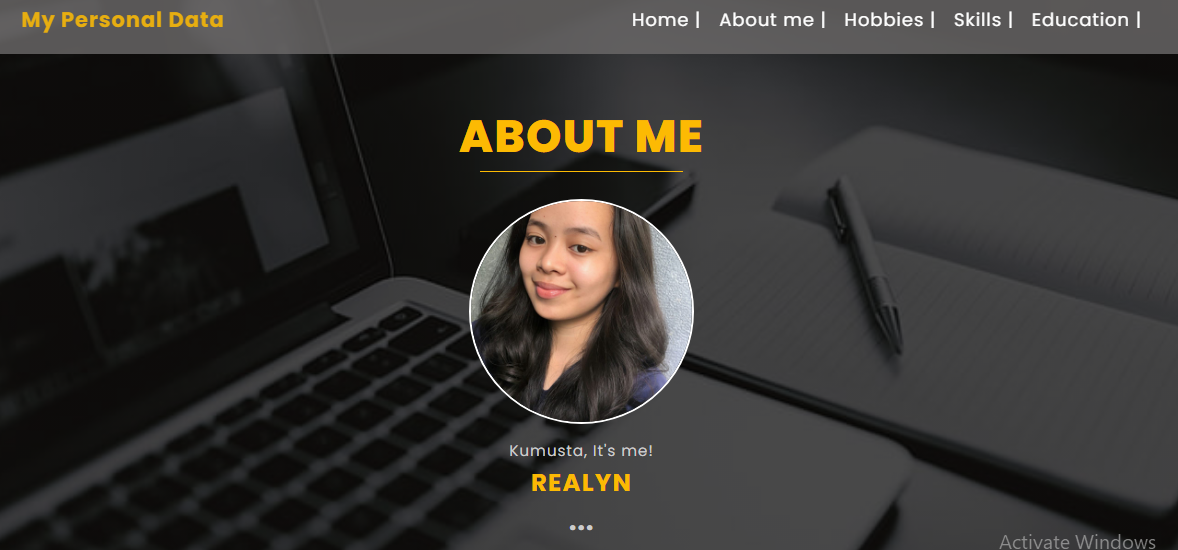 My Personal Data
Home | About me | Hobbies | Skills | Education |
ABOUT ME
Kumusta, It's me!
REALYN
•••
Activate Windows